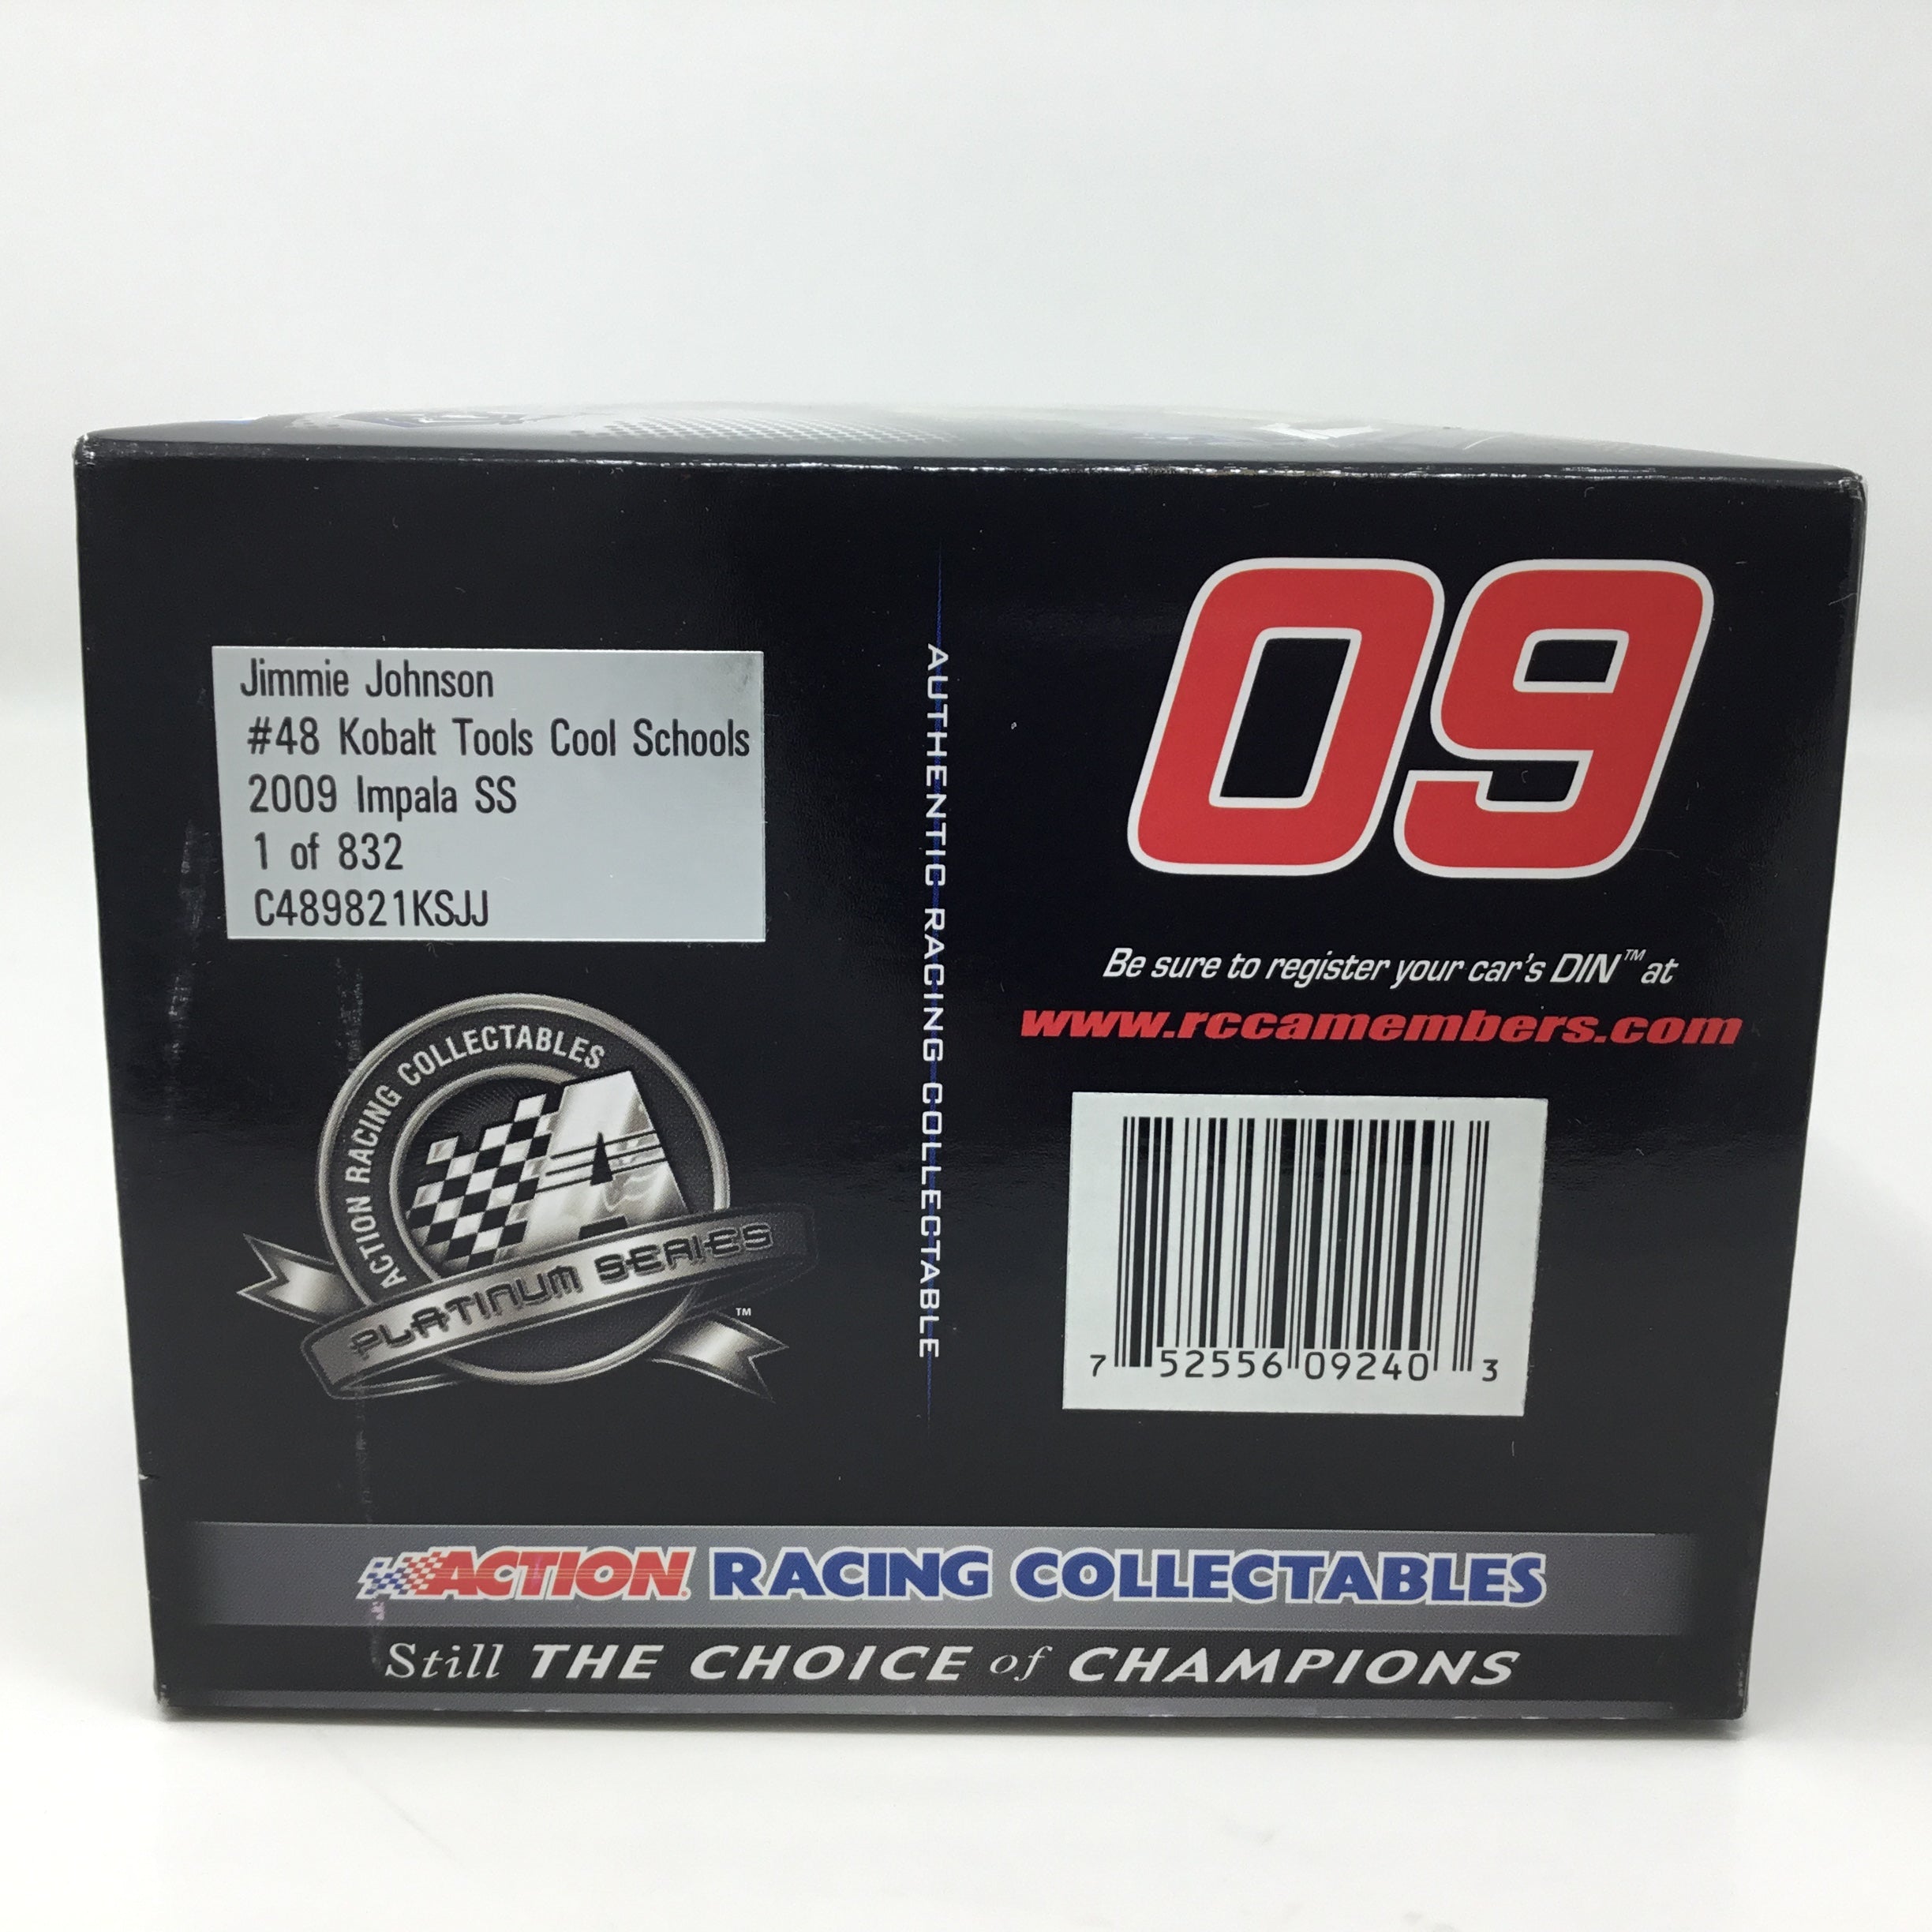 Jimmie Johnson
#48 Kobalt Tools Cool Schools
2009 Impala SS
1 of 832
C489821KSJJ
ACTION RACING COLLECTABLES
A
PLATINUM SERIES
TM
AUTHENTIC RACING COLLECTABLE
09
Be sure to register your car's DIN™ at
www.rccamembers.com
7 52556 09240 3
ACTION RACING COLLECTABLES
Still THE CHOICE of CHAMPIONS